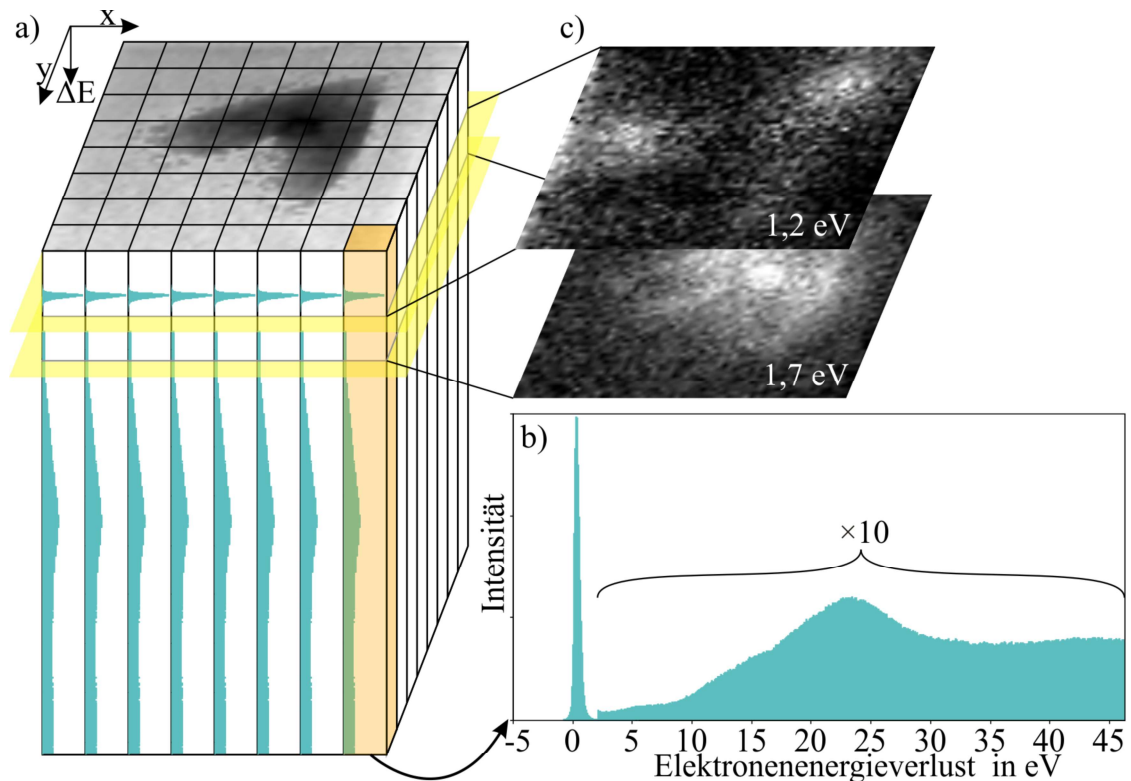 a)
x
y
ΔE
c)
1,2 eV
1,7 eV
b)
Intensität
×10
-5 0 5 10 15 20 25 30 35 40 45
Elektronenenergieverlust in eV